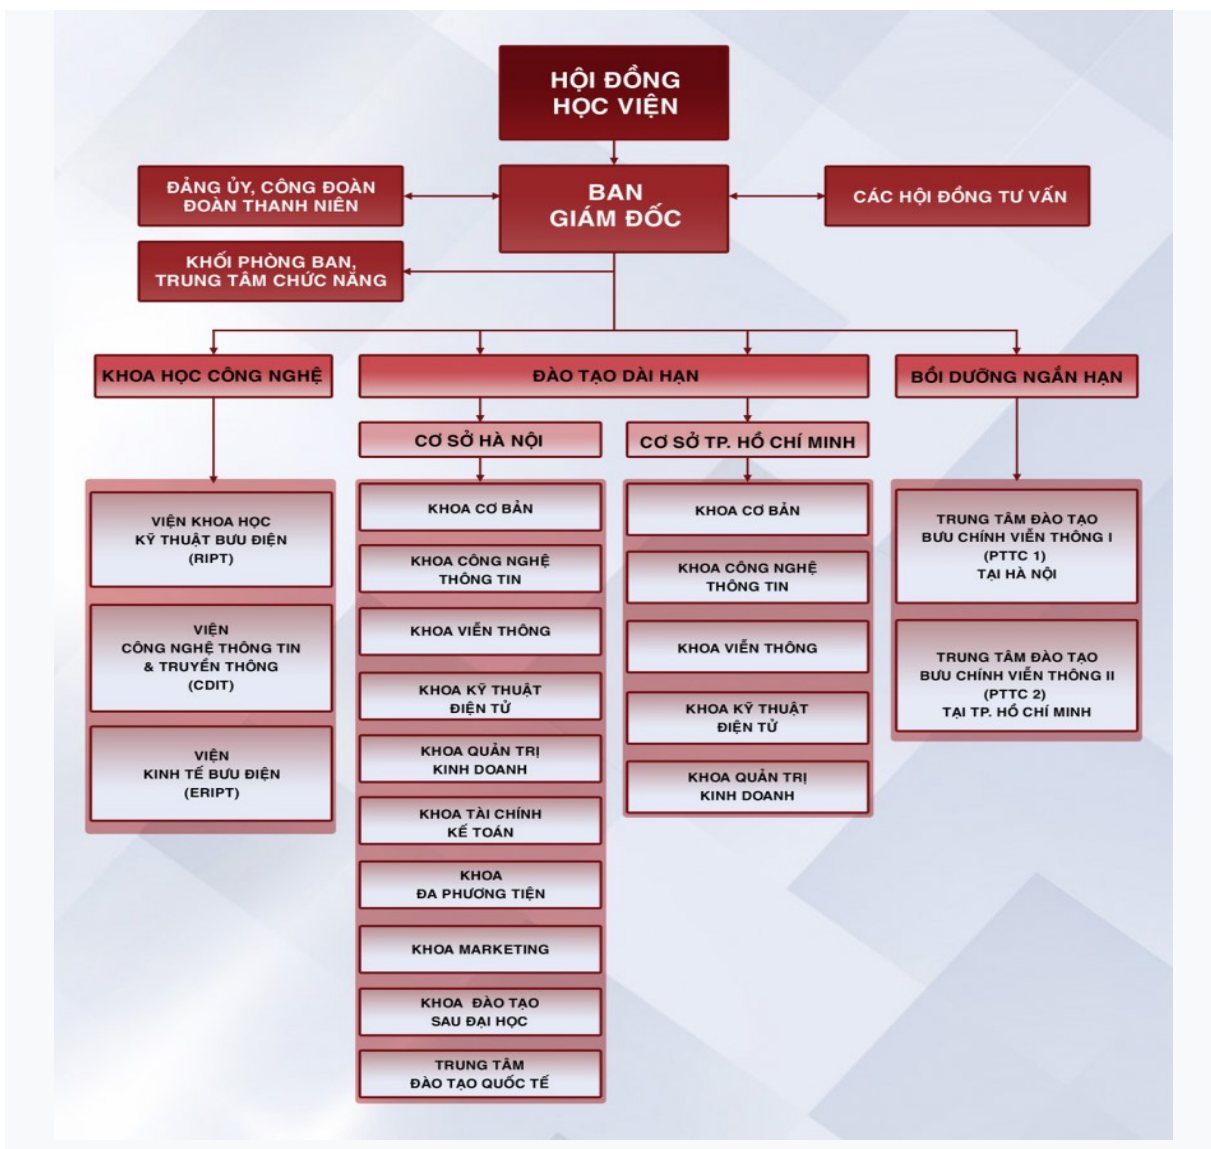 HỘI ĐỒNG
HỌC VIỆN
ĐẢNG ỦY, CÔNG ĐOÀN
ĐOÀN THANH NIÊN
BAN
GIÁM ĐỐC
CÁC HỘI ĐỒNG TƯ VẤN
KHỐI PHÒNG BAN,
TRUNG TÂM CHỨC NĂNG
KHOA HỌC CÔNG NGHỆ
ĐÀO TẠO DÀI HẠN
BỒI DƯỠNG NGẮN HẠN
CƠ SỞ HÀ NỘI
CƠ SỞ TP. HỒ CHÍ MINH
VIỆN KHOA HỌC
KỸ THUẬT BƯU ĐIỆN
(RIPT)
VIỆN
CÔNG NGHỆ THÔNG TIN
& TRUYỀN THÔNG
(CDIT)
VIỆN
KINH TẾ BƯU ĐIỆN
(ERIPT)
KHOA CƠ BẢN
KHOA CÔNG NGHỆ
THÔNG TIN
KHOA VIỄN THÔNG
KHOA KỸ THUẬT
ĐIỆN TỬ
KHOA QUẢN TRỊ
KINH DOANH
KHOA TÀI CHÍNH
KẾ TOÁN
KHOA
ĐA PHƯƠNG TIỆN
KHOA MARKETING
KHOA ĐÀO TẠO
SAU ĐẠI HỌC
TRUNG TÂM
ĐÀO TẠO QUỐC TẾ
KHOA CƠ BẢN
KHOA CÔNG NGHỆ
THÔNG TIN
KHOA VIỄN THÔNG
KHOA KỸ THUẬT
ĐIỆN TỬ
KHOA QUẢN TRỊ
KINH DOANH
TRUNG TÂM ĐÀO TẠO
BƯU CHÍNH VIỄN THÔNG I
(PTTC 1)
TẠI HÀ NỘI
TRUNG TÂM ĐÀO TẠO
BƯU CHÍNH VIỄN THÔNG II
(PTTC 2)
TẠI TP. HỒ CHÍ MINH